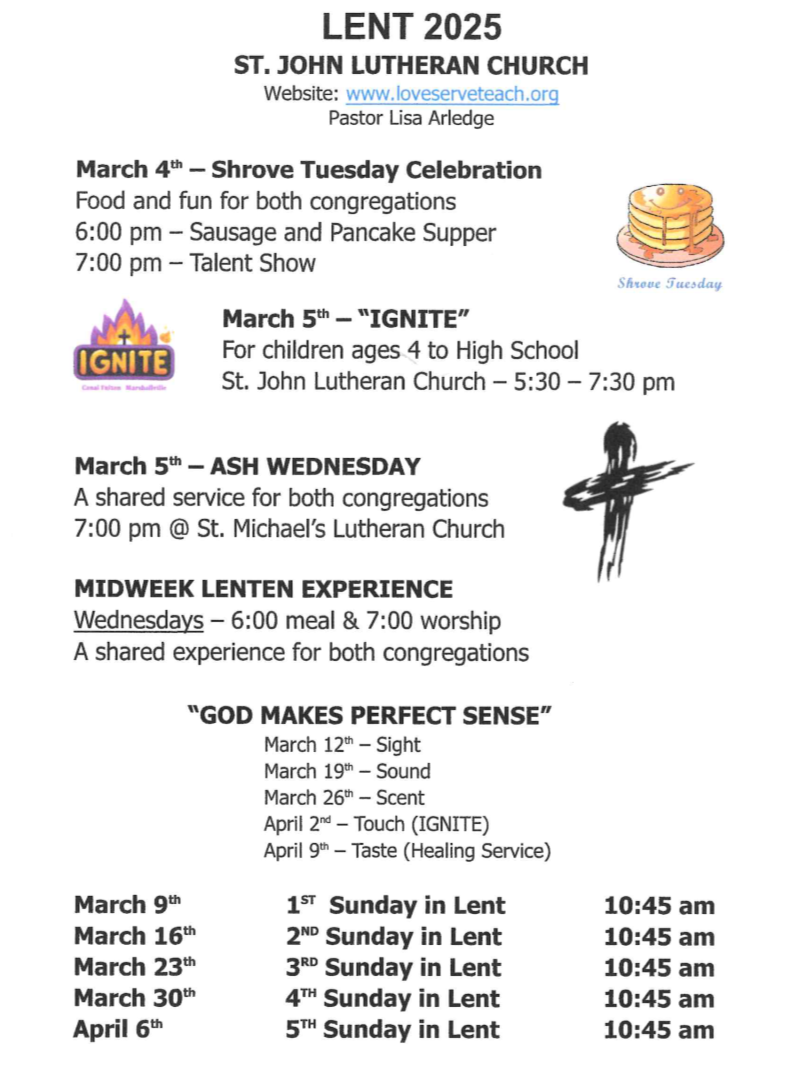 LENT 2025
ST. JOHN LUTHERAN CHURCH
Website: www.loveserveteach.org
Pastor Lisa Arledge
March 4th – Shrove Tuesday Celebration
Food and fun for both congregations
6:00 pm – Sausage and Pancake Supper
7:00 pm – Talent Show
Shrove Tuesday
IGNITE
Canal Fulton Marshallville
March 5th – "IGNITE"
For children ages 4 to High School
St. John Lutheran Church – 5:30 – 7:30 pm
March 5th – ASH WEDNESDAY
A shared service for both congregations
7:00 pm @ St. Michael's Lutheran Church
MIDWEEK LENTEN EXPERIENCE
Wednesdays – 6:00 meal & 7:00 worship
A shared experience for both congregations
"GOD MAKES PERFECT SENSE"
March 12th – Sight
March 19th – Sound
March 26th – Scent
April 2nd – Touch (IGNITE)
April 9th – Taste (Healing Service)
March 9th 1ST Sunday in Lent 10:45 am
March 16th 2ND Sunday in Lent 10:45 am
March 23th 3RD Sunday in Lent 10:45 am
March 30th 4TH Sunday in Lent 10:45 am
April 6th 5TH Sunday in Lent 10:45 am